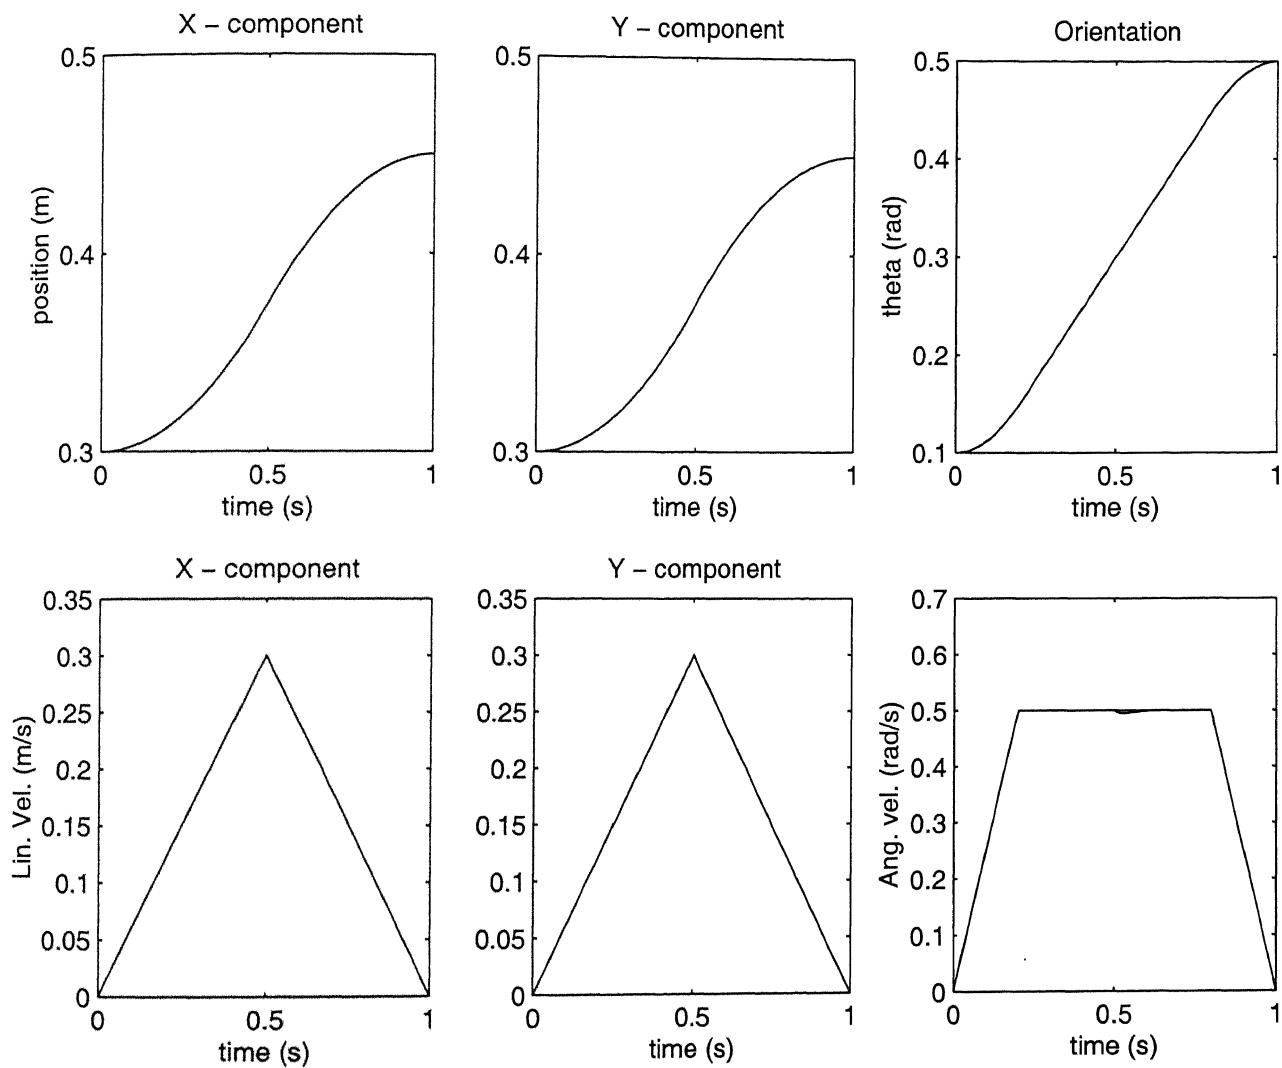 X – component
Y – component
Orientation
0.5
0.4
0.3
position (m)
0 0.5 1
time (s)
0.5
0.4
0.3
0 0.5 1
time (s)
0.5
0.4
0.3
0.2
0.1
theta (rad)
0 0.5 1
time (s)
X – component
Y – component
0.35
0.3
0.25
0.2
0.15
0.1
0.05
0
Lin. Vel. (m/s)
0 0.5 1
time (s)
0.35
0.3
0.25
0.2
0.15
0.1
0.05
0
0 0.5 1
time (s)
0.7
0.6
0.5
0.4
0.3
0.2
0.1
0
Ang. vel. (rad/s)
0 0.5 1
time (s)